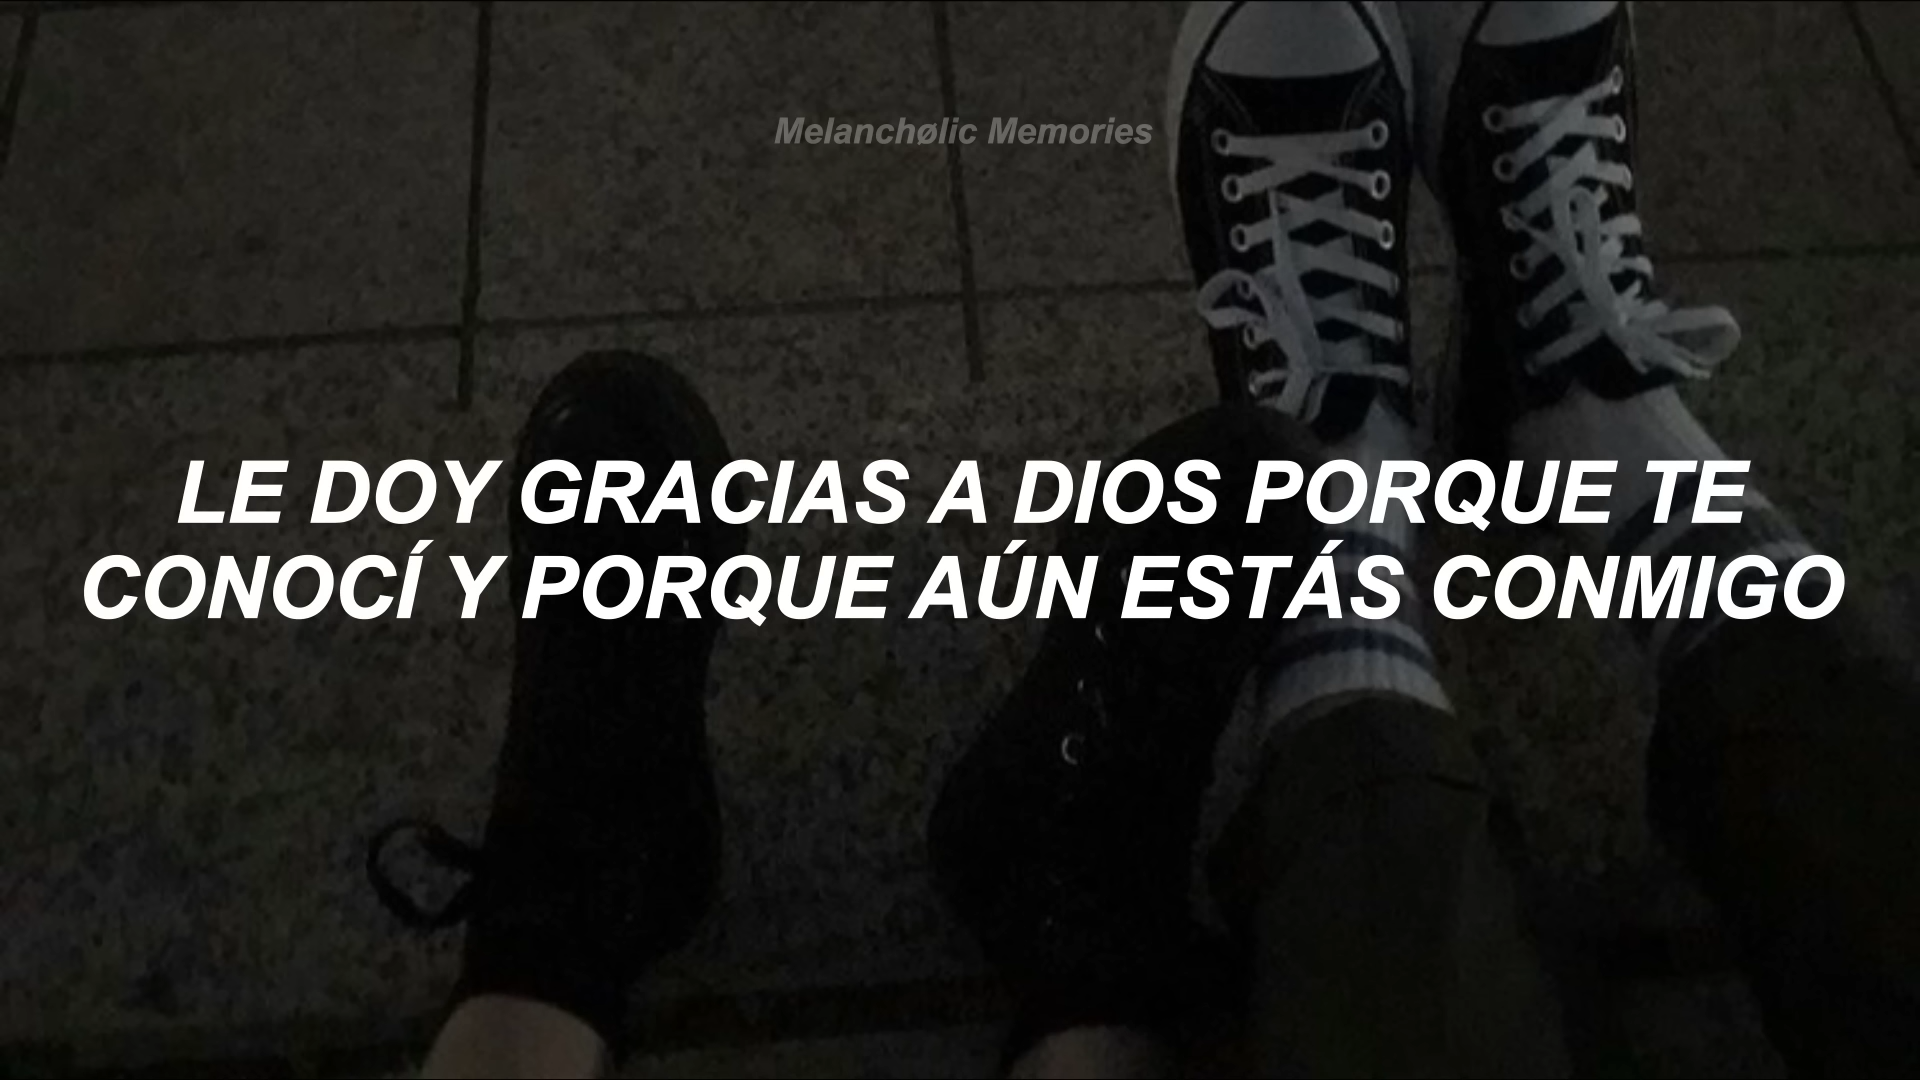 Melanchølic Memories
LE DOY GRACIAS A DIOS PORQUE TE
CONOCÍ Y PORQUE AÚN ESTÁS CONMIGO